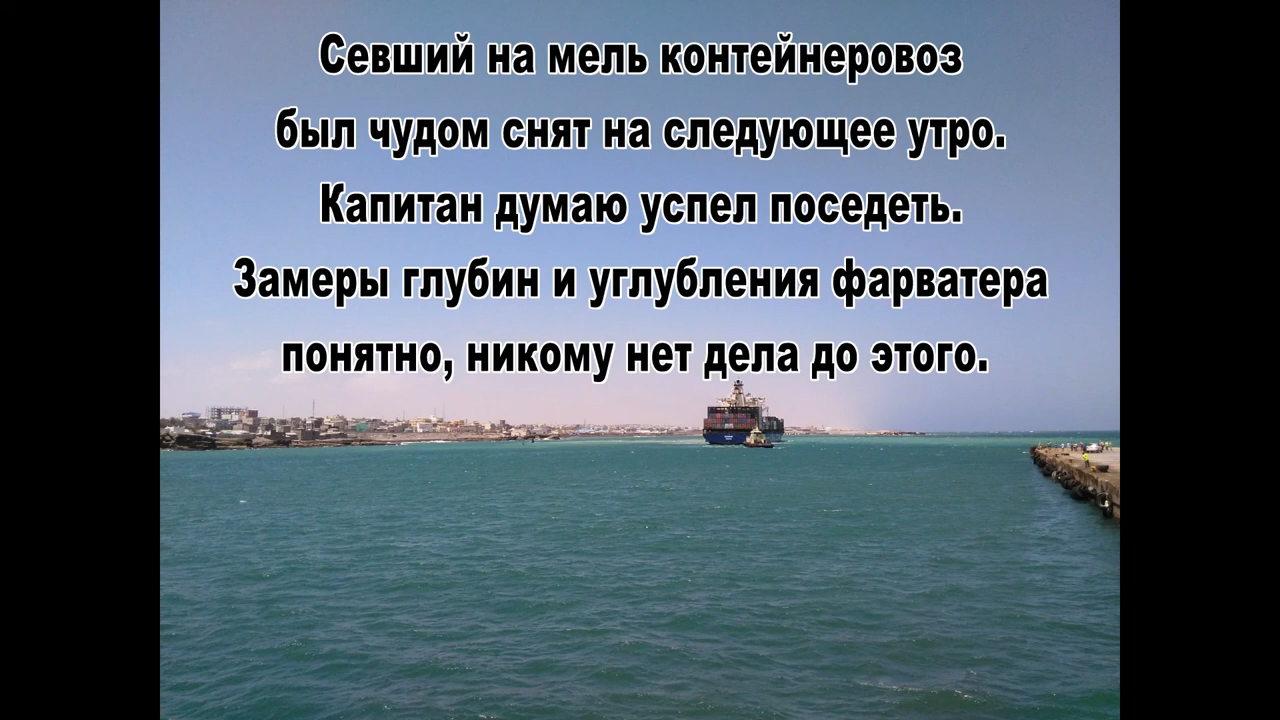 Севший на мель контейнеровоз
был чудом снят на следующее утро.
Капитан думаю успел поседеть.
Замеры глубин и углубления фарватера
понятно, никому нет дела до этого.